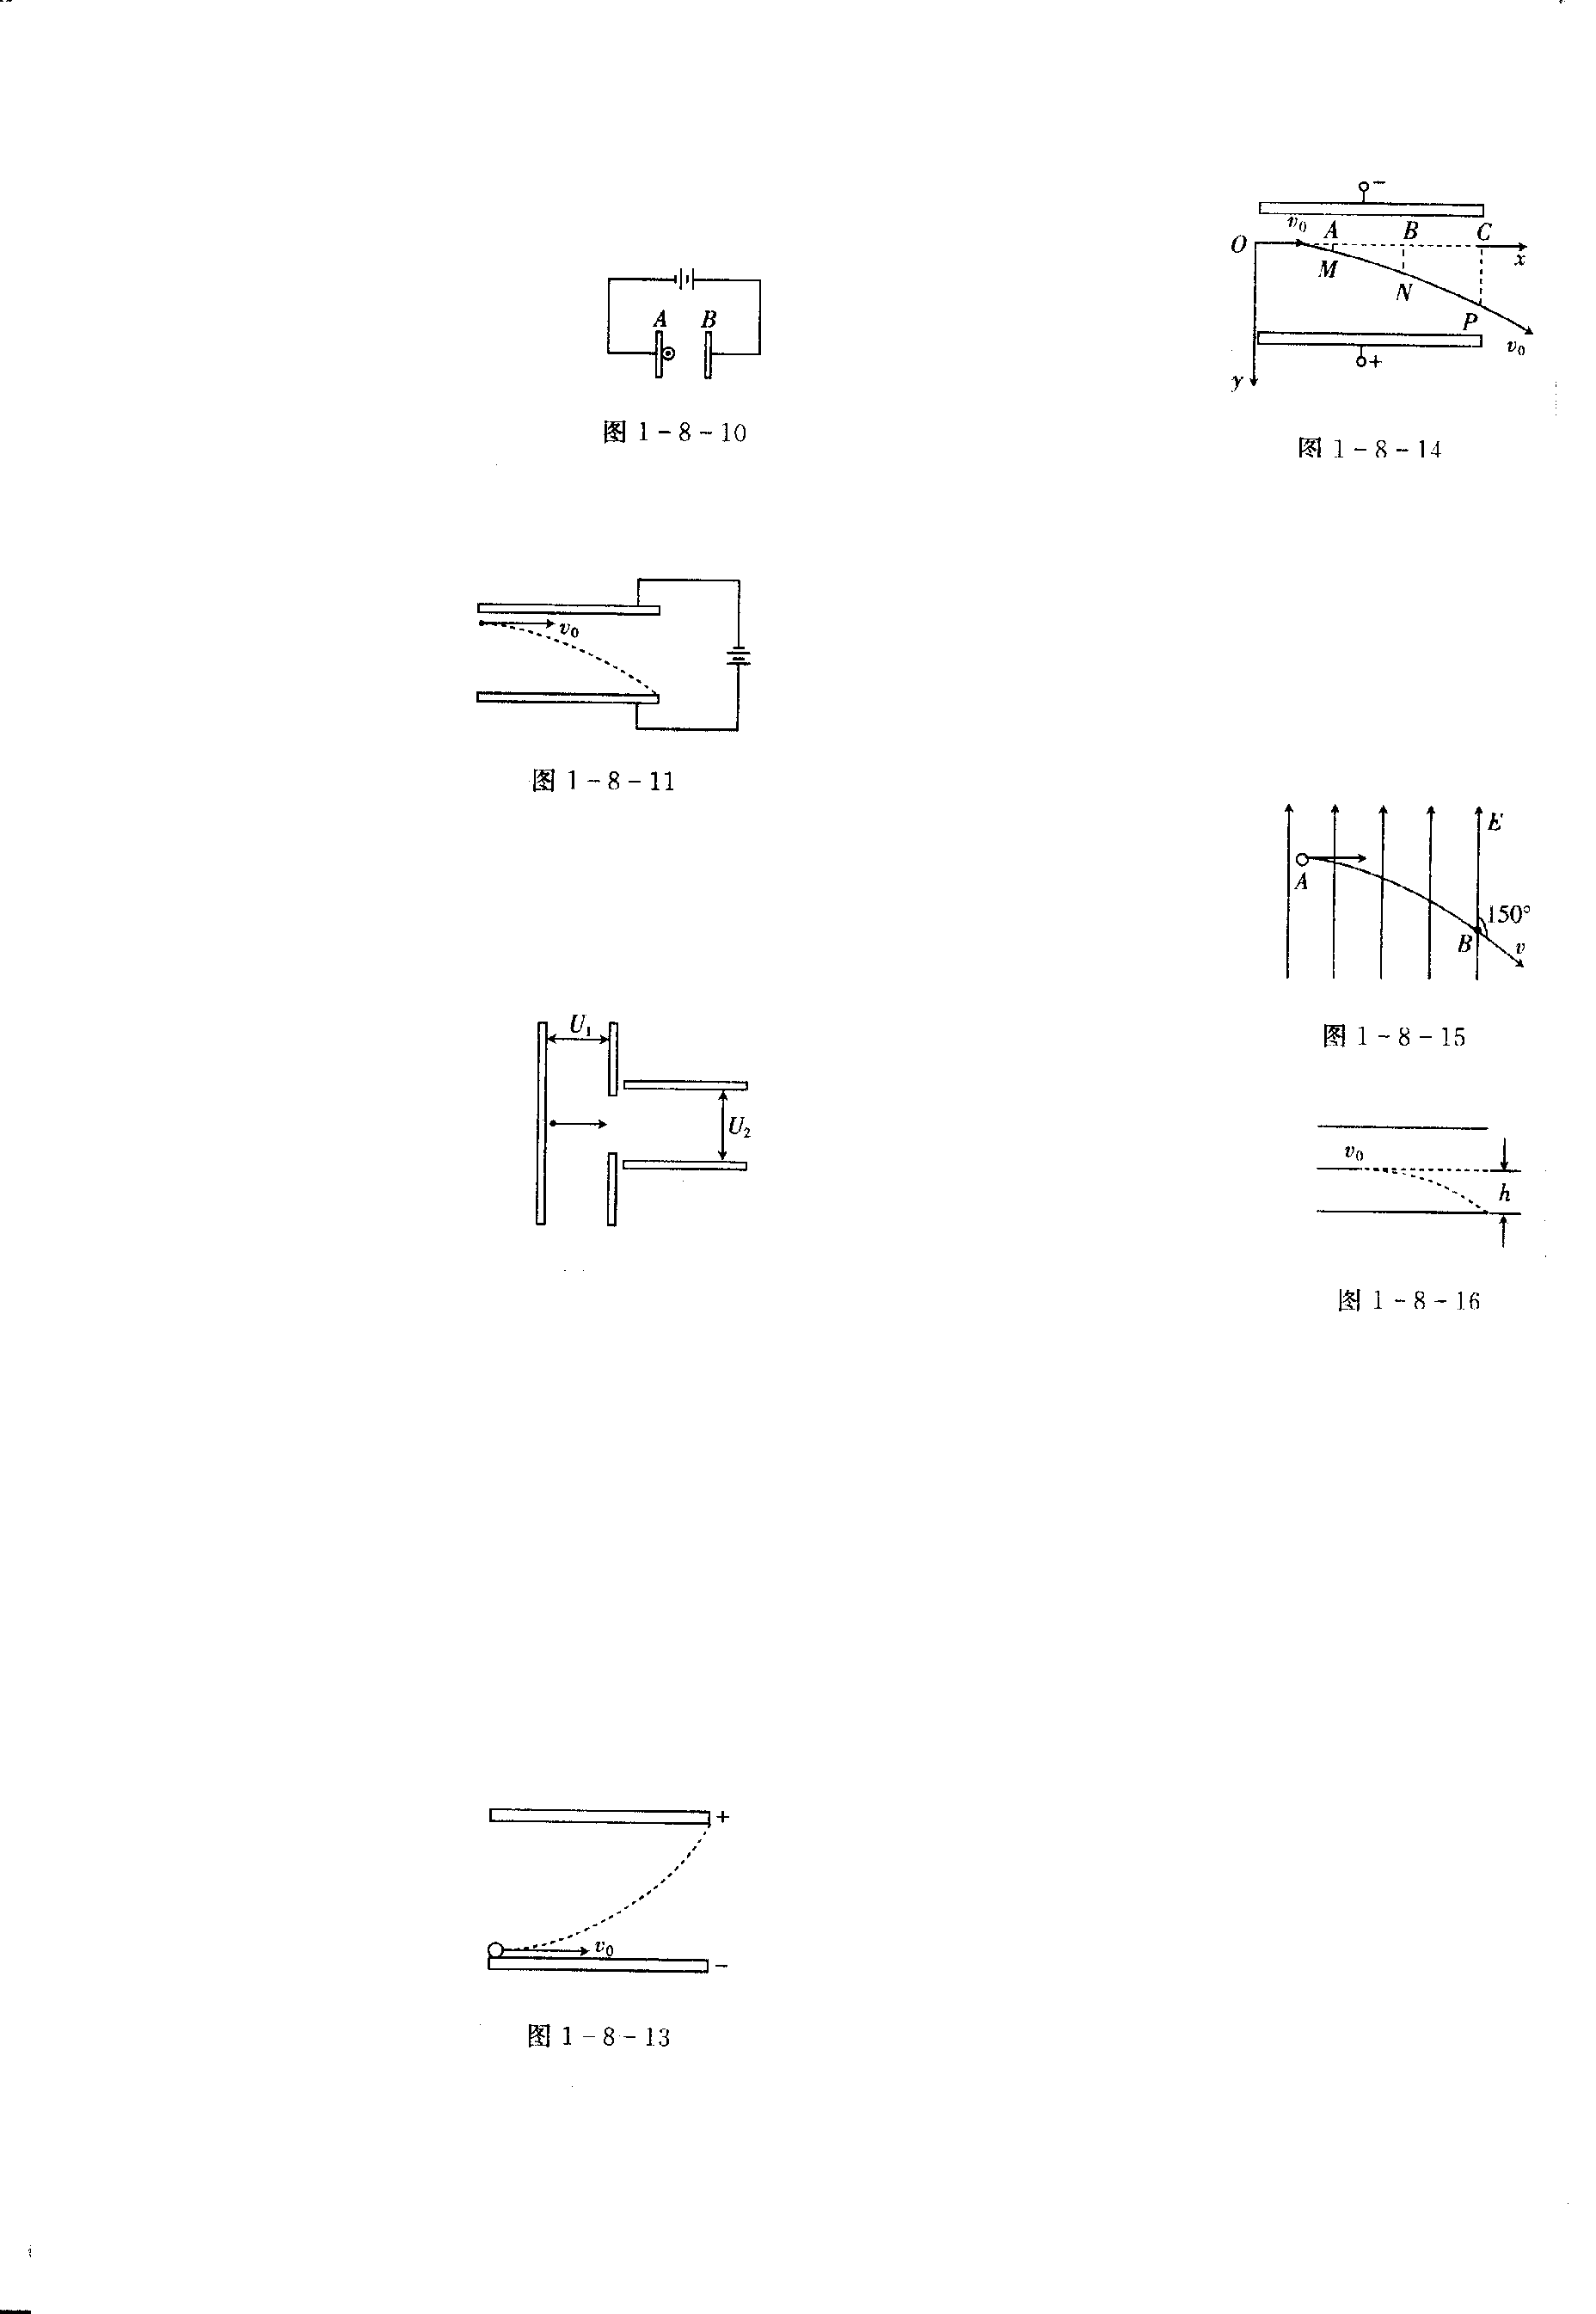 A B
图 1-8-10
v₀
图 1-8-11
U₁
U₂
+
v₀
−
图 1-8-13
−
v₀ A B C
O x
M
N
P
v₀
+
y
图 1-8-14
E
A
150°
B v
图 1-8-15
v₀
h
图 1-8-16